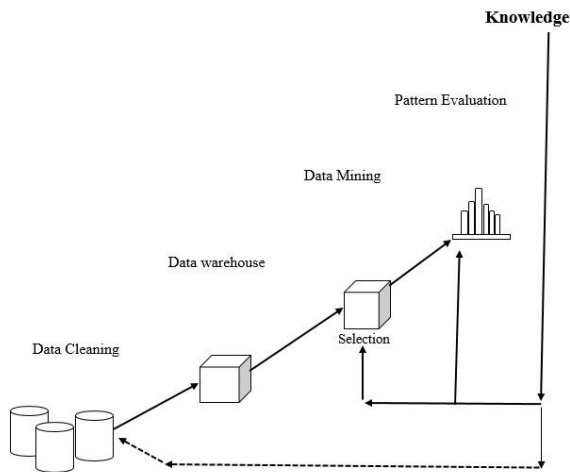 Knowledge
Pattern Evaluation
Data Mining
Data warehouse
Selection
Data Cleaning